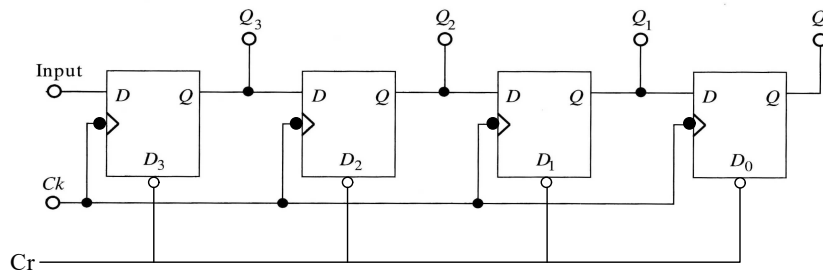 Q3 Q2 Q1 Q
Input
D Q D Q D Q D Q
D3 D2 D1 D0
Ck
Cr